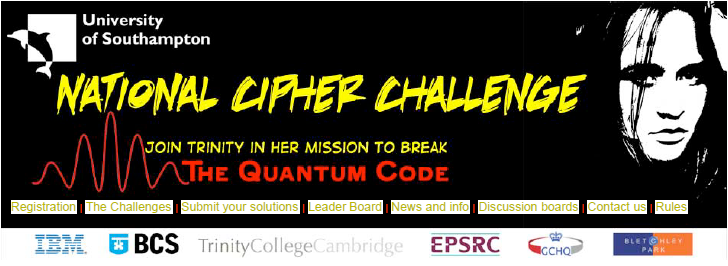 University
of Southampton
NATIONAL CIPHER CHALLENGE
JOIN TRINITY IN HER MISSION TO BREAK
THE QUANTUM CODE
Registration | The Challenges | Submit your solutions | Leader Board | News and info | Discussion boards | Contact us | Rules
IBM. BCS TrinityCollegeCambridge EPSRC GCHQ BLETCHLEY
PARK